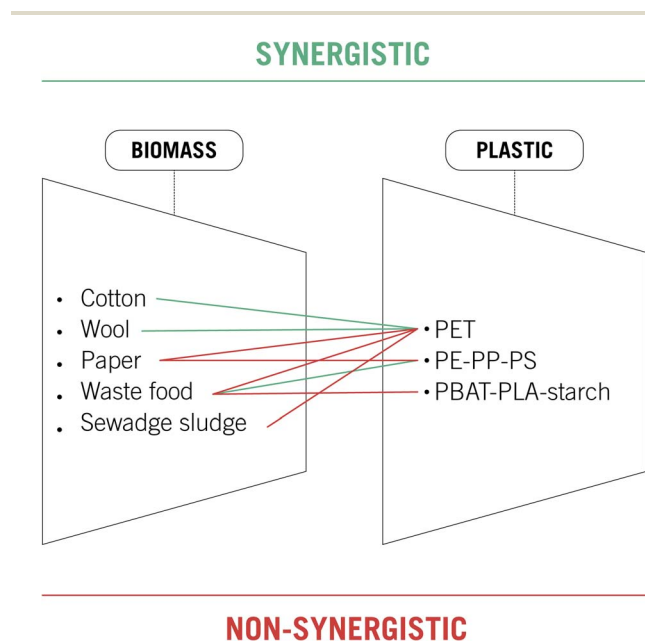 SYNERGISTIC
BIOMASS
PLASTIC
• Cotton
• Wool
• Paper
• Waste food
• Sewadge sludge
• PET
• PE-PP-PS
• PBAT-PLA-starch
NON-SYNERGISTIC